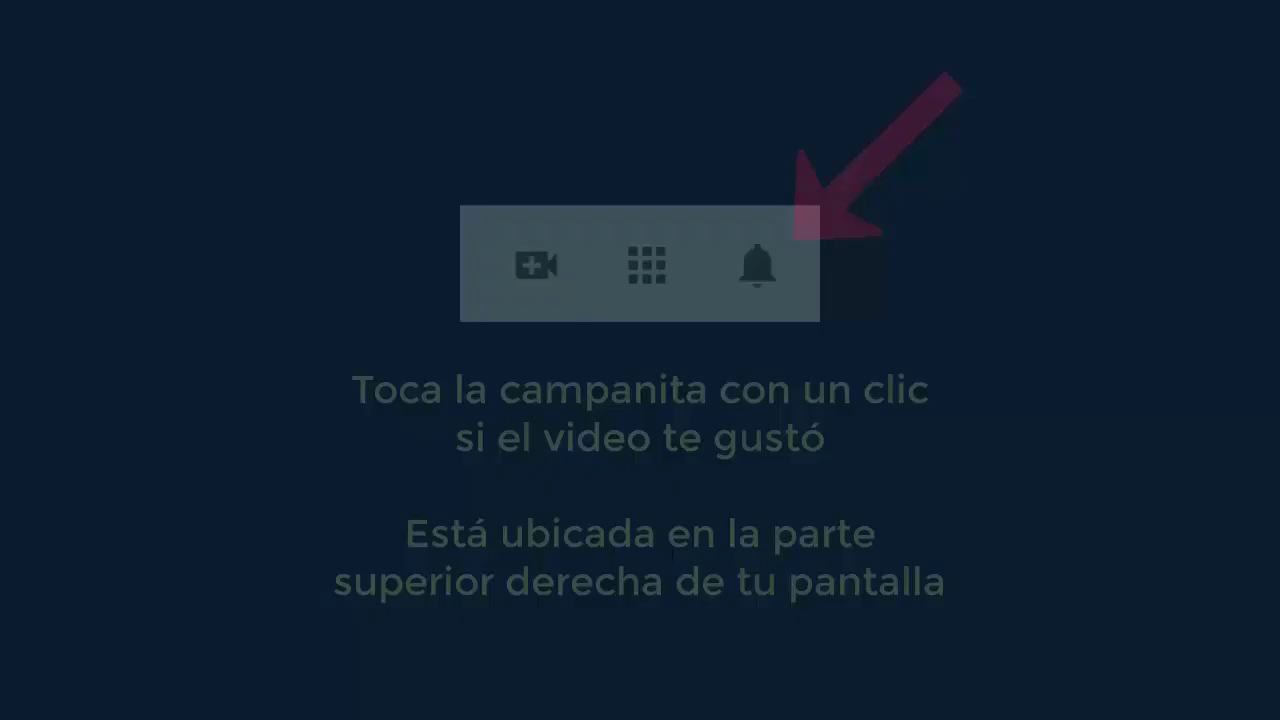 Toca la campanita con un clic
si el video te gustó
Está ubicada en la parte
superior derecha de tu pantalla